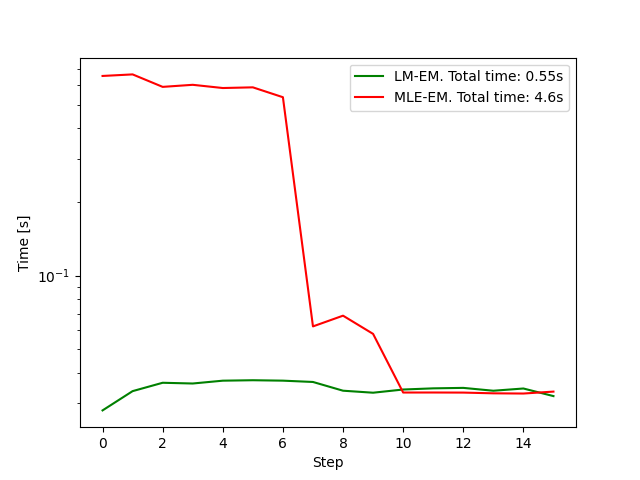 LM-EM. Total time: 0.55s
MLE-EM. Total time: 4.6s
Time [s]
10⁻¹
0 2 4 6 8 10 12 14
Step